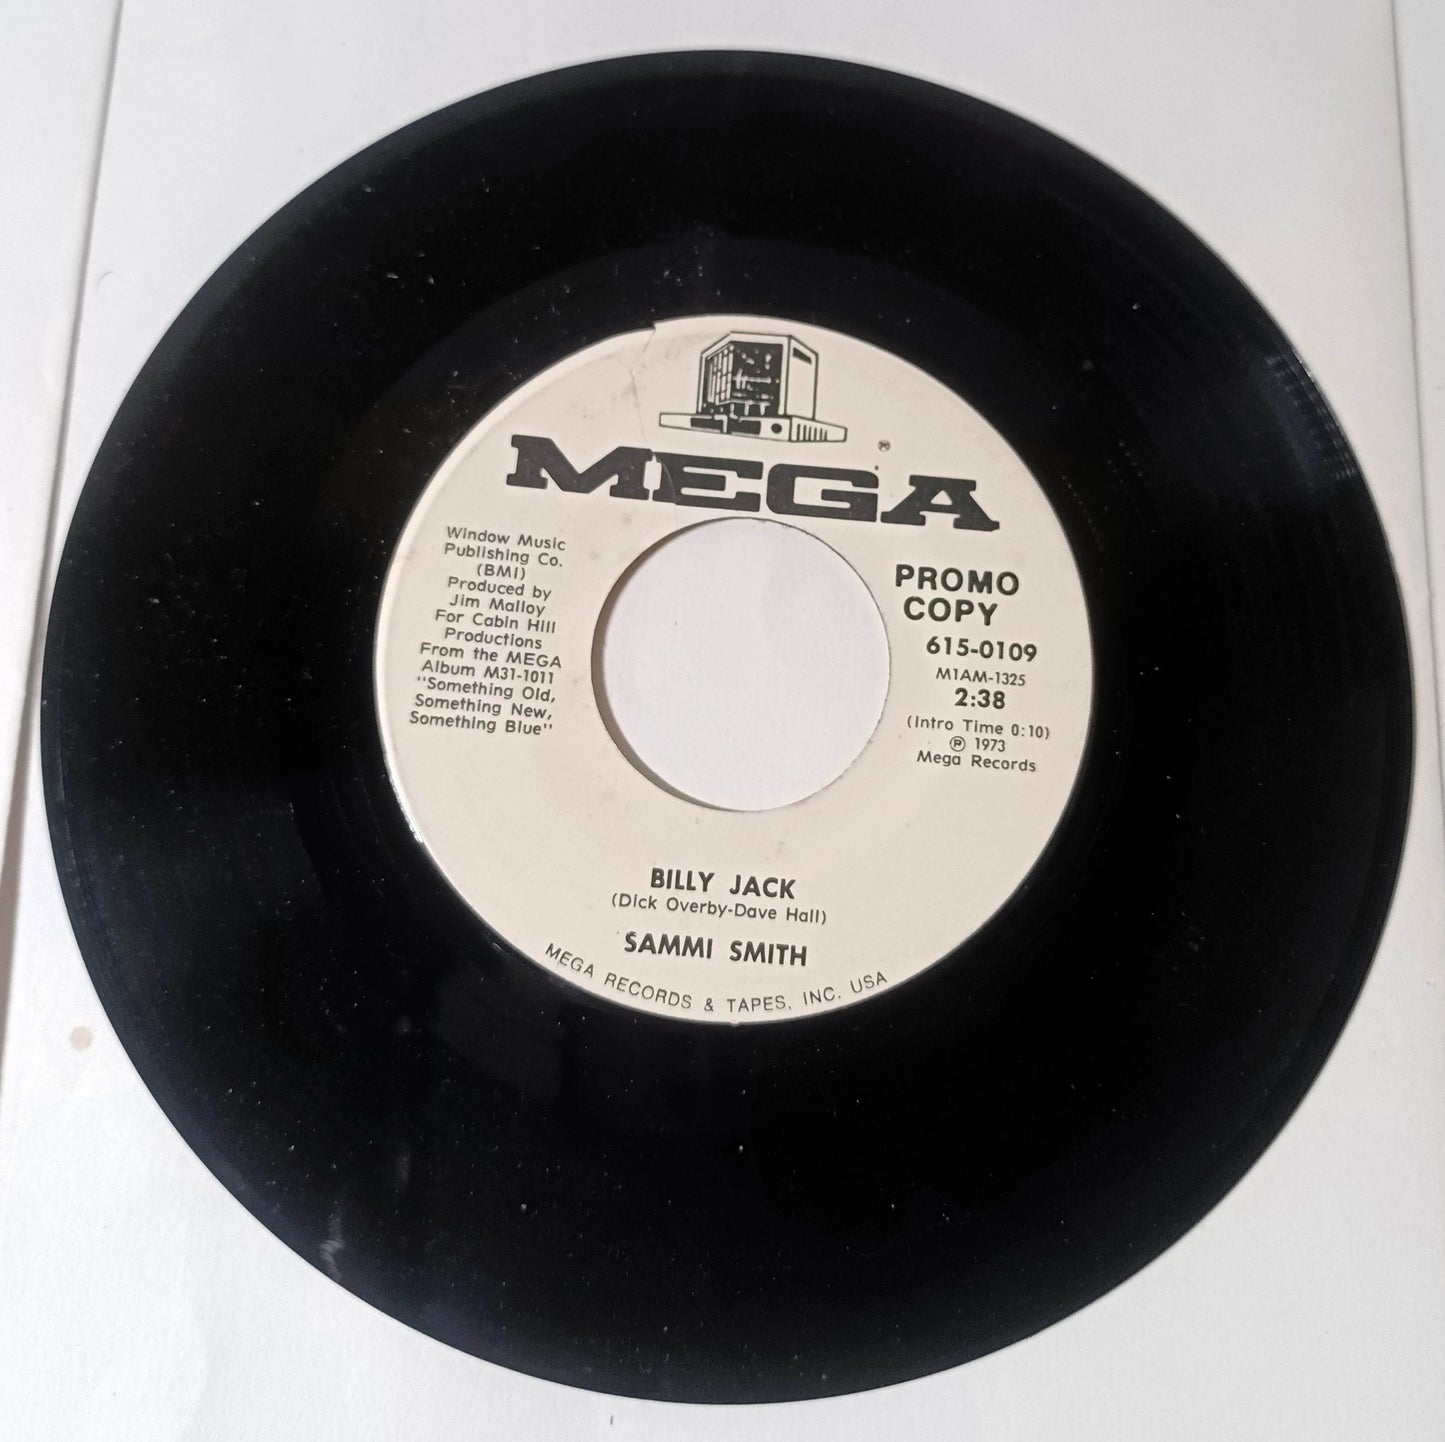 MEGA ®
Window Music
Publishing Co.
(BMI)
Produced by
Jim Malloy
For Cabin Hill
Productions
From the MEGA
Album M31-1011
"Something Old,
Something New,
Something Blue"
PROMO
COPY
615-0109
M1AM-1325
2:38
(Intro Time 0:10)
℗ 1973
Mega Records
BILLY JACK
(Dick Overby-Dave Hall)
SAMMI SMITH
MEGA RECORDS & TAPES, INC. USA